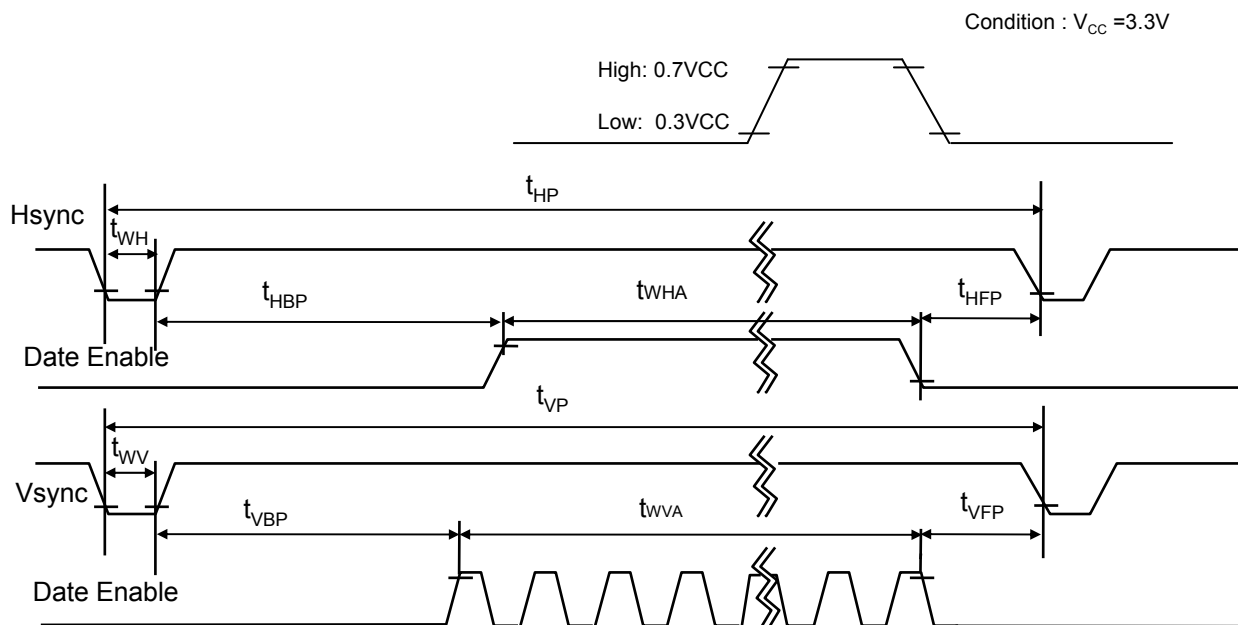 Condition : VCC =3.3V
High: 0.7VCC
Low: 0.3VCC
tHP
Hsync
tWH
tHBP
tWHA
tHFP
Date Enable
tVP
tWV
Vsync
tVBP
tWVA
tVFP
Date Enable